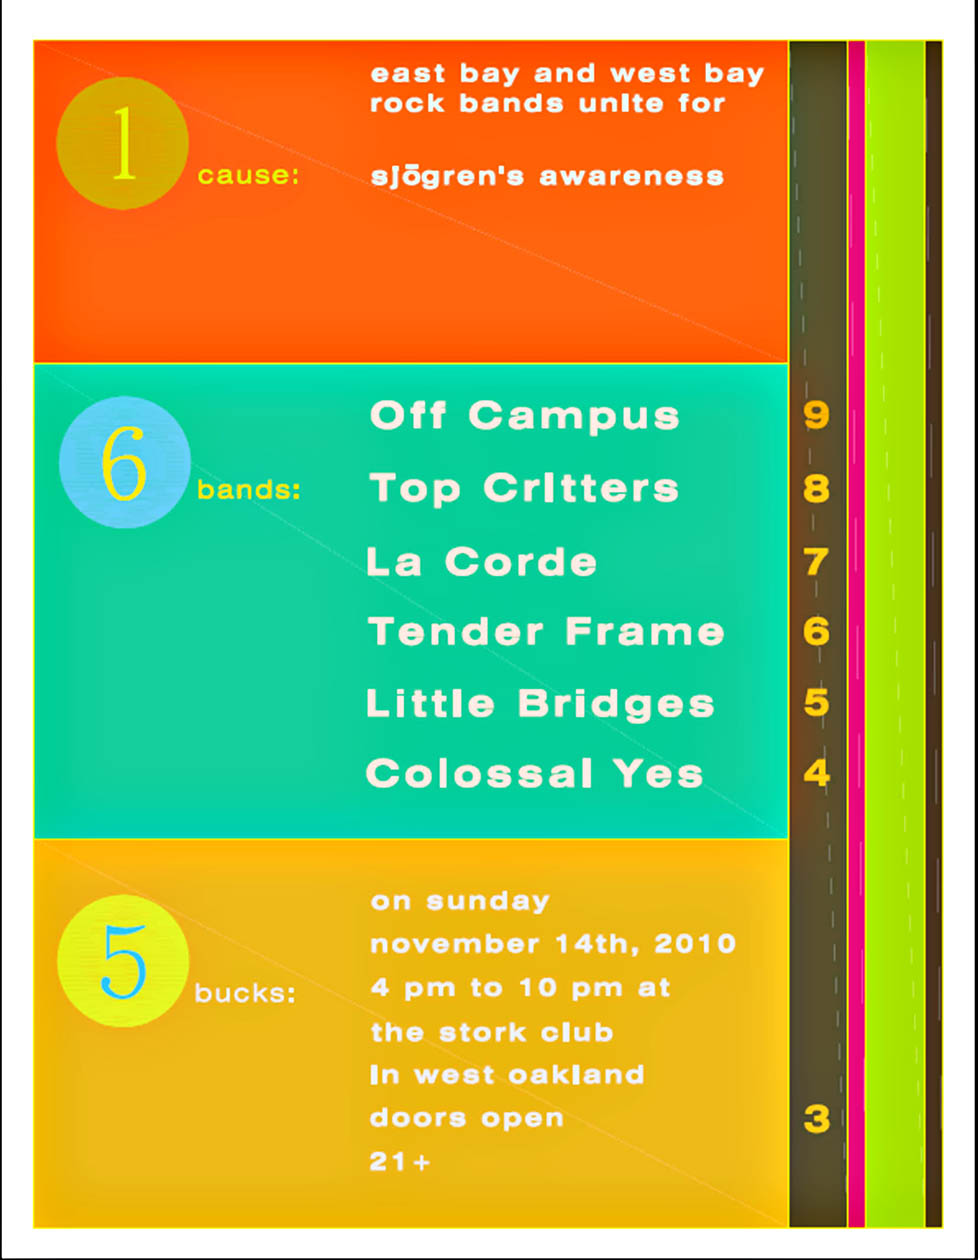 1
cause:
east bay and west bay
rock bands unite for
sjögren's awareness
6
bands:
Off Campus 9
Top Critters 8
La Corde 7
Tender Frame 6
Little Bridges 5
Colossal Yes 4
5
bucks:
on sunday
november 14th, 2010
4 pm to 10 pm at
the stork club
In west oakland
doors open 3
21+